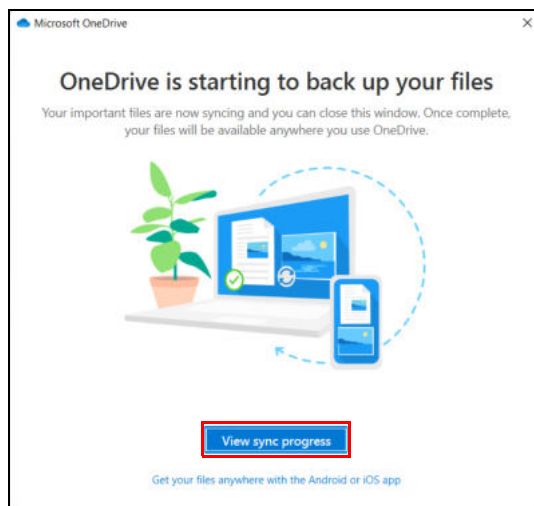 Microsoft OneDrive
OneDrive is starting to back up your files
Your important files are now syncing and you can close this window. Once complete,
your files will be available anywhere you use OneDrive.
View sync progress
Get your files anywhere with the Android or iOS app